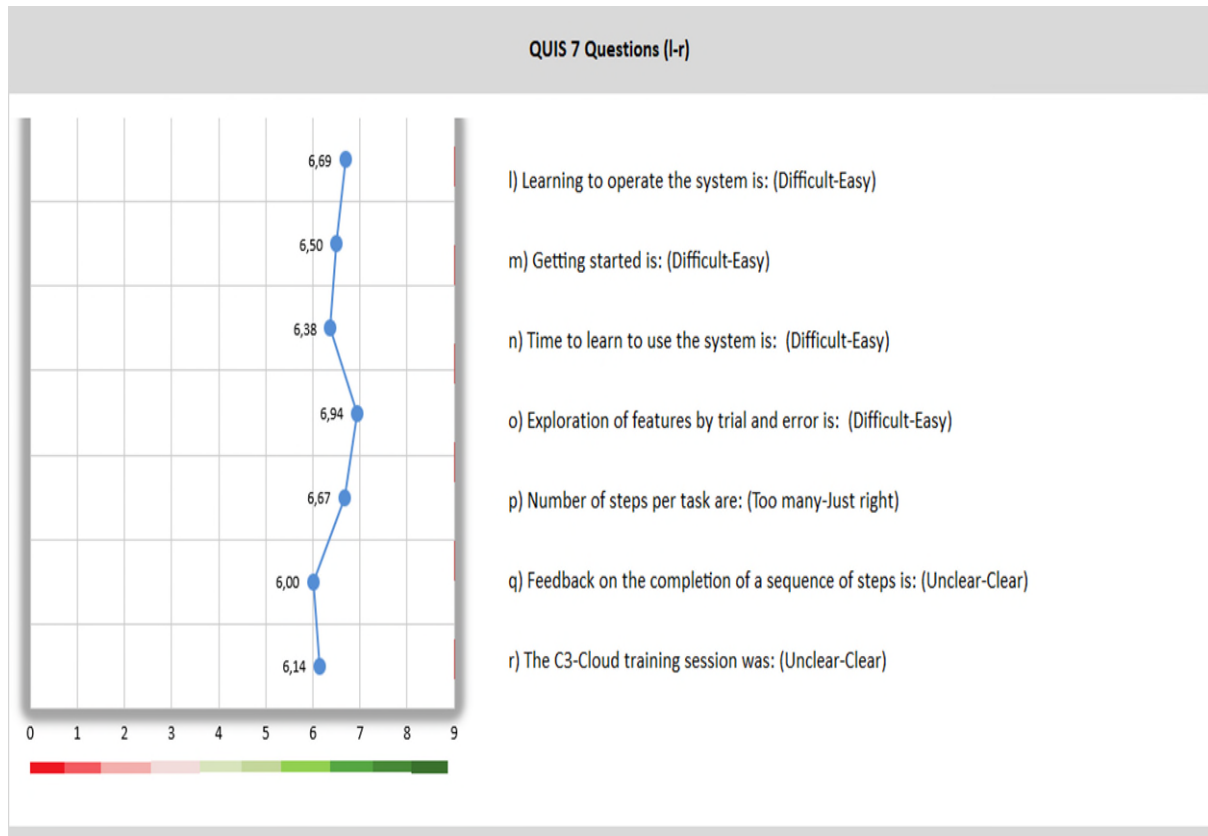 QUIS 7 Questions (l-r)
6,69
l) Learning to operate the system is: (Difficult-Easy)
6,50
m) Getting started is: (Difficult-Easy)
6,38
n) Time to learn to use the system is: (Difficult-Easy)
6,94
o) Exploration of features by trial and error is: (Difficult-Easy)
6,67
p) Number of steps per task are: (Too many-Just right)
6,00
q) Feedback on the completion of a sequence of steps is: (Unclear-Clear)
6,14
r) The C3-Cloud training session was: (Unclear-Clear)
0 1 2 3 4 5 6 7 8 9